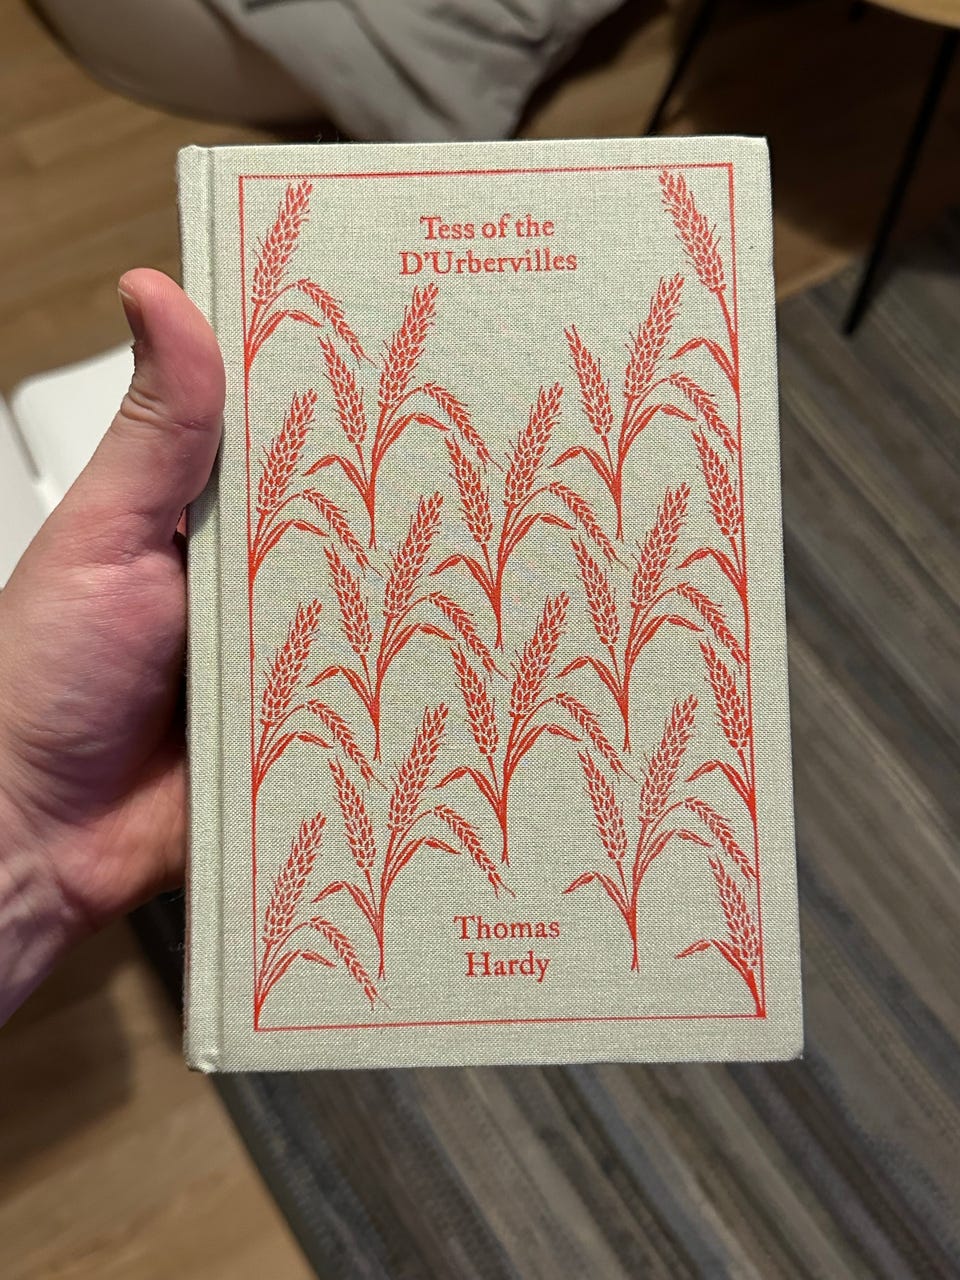 Tess of the
D'Urbervilles
Thomas
Hardy